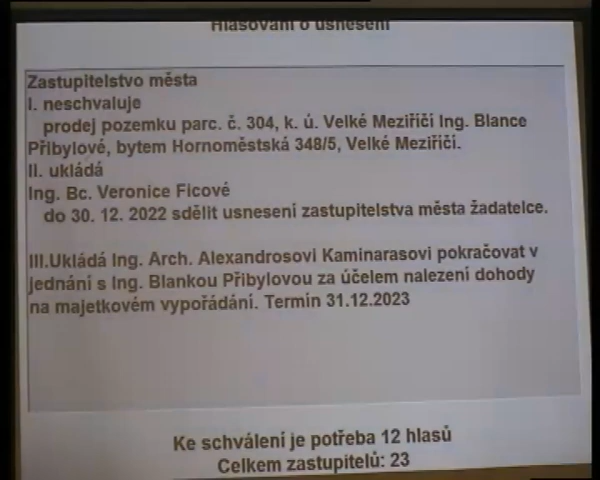 Hlasování o usnesení
Zastupitelstvo města
I. neschvaluje
prodej pozemku parc. č. 304, k. ú. Velké Meziříčí Ing. Blance
Přibylové, bytem Hornoměstská 348/5, Velké Meziříčí.
II. ukládá
Ing. Bc. Veronice Ficové
do 30. 12. 2022 sdělit usnesení zastupitelstva města žadatelce.
III.Ukládá Ing. Arch. Alexandrosovi Kaminarasovi pokračovat v
jednání s Ing. Blankou Přibylovou za účelem nalezení dohody
na majetkovém vypořádání. Termín 31.12.2023
Ke schválení je potřeba 12 hlasů
Celkem zastupitelů: 23